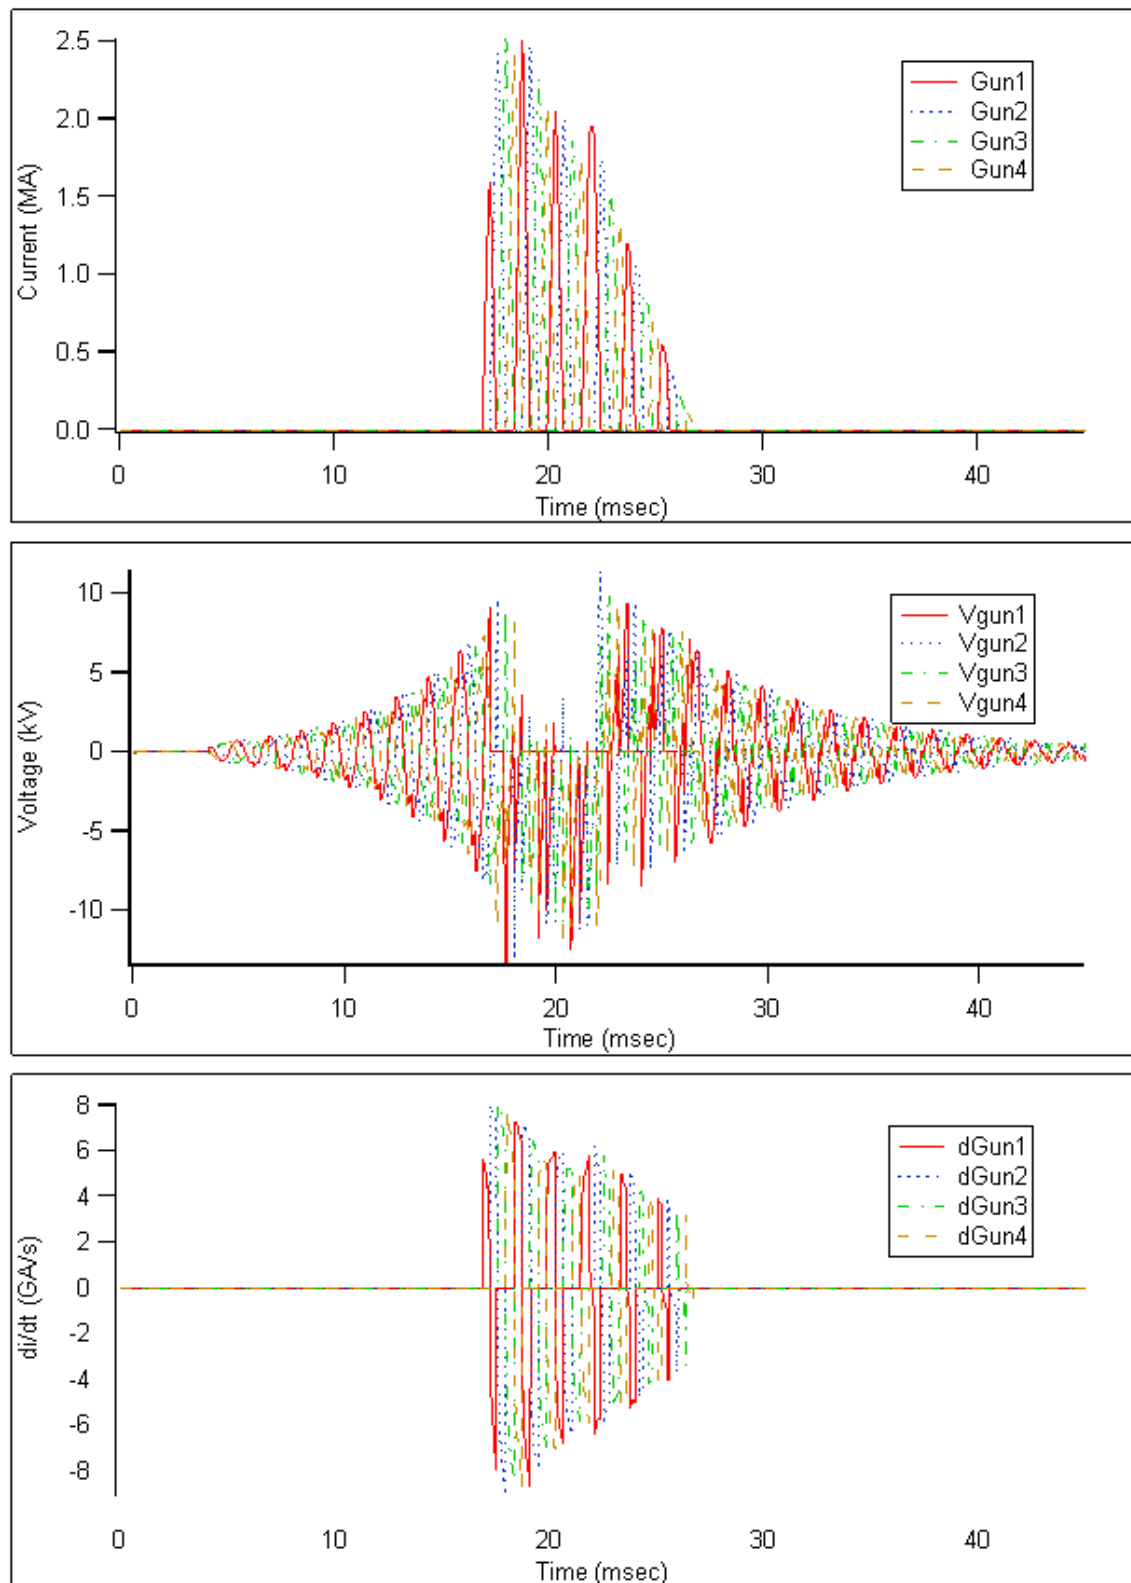 2.5
2.0
1.5
1.0
0.5
0.0
Current (MA)
0 10 20 30 40
Time (msec)
Gun1
Gun2
Gun3
Gun4
10
5
0
-5
-10
Voltage (kV)
0 10 20 30 40
Time (msec)
Vgun1
Vgun2
Vgun3
Vgun4
8
6
4
2
0
-2
-4
-6
-8
di/dt (GA/s)
0 10 20 30 40
Time (msec)
dGun1
dGun2
dGun3
dGun4